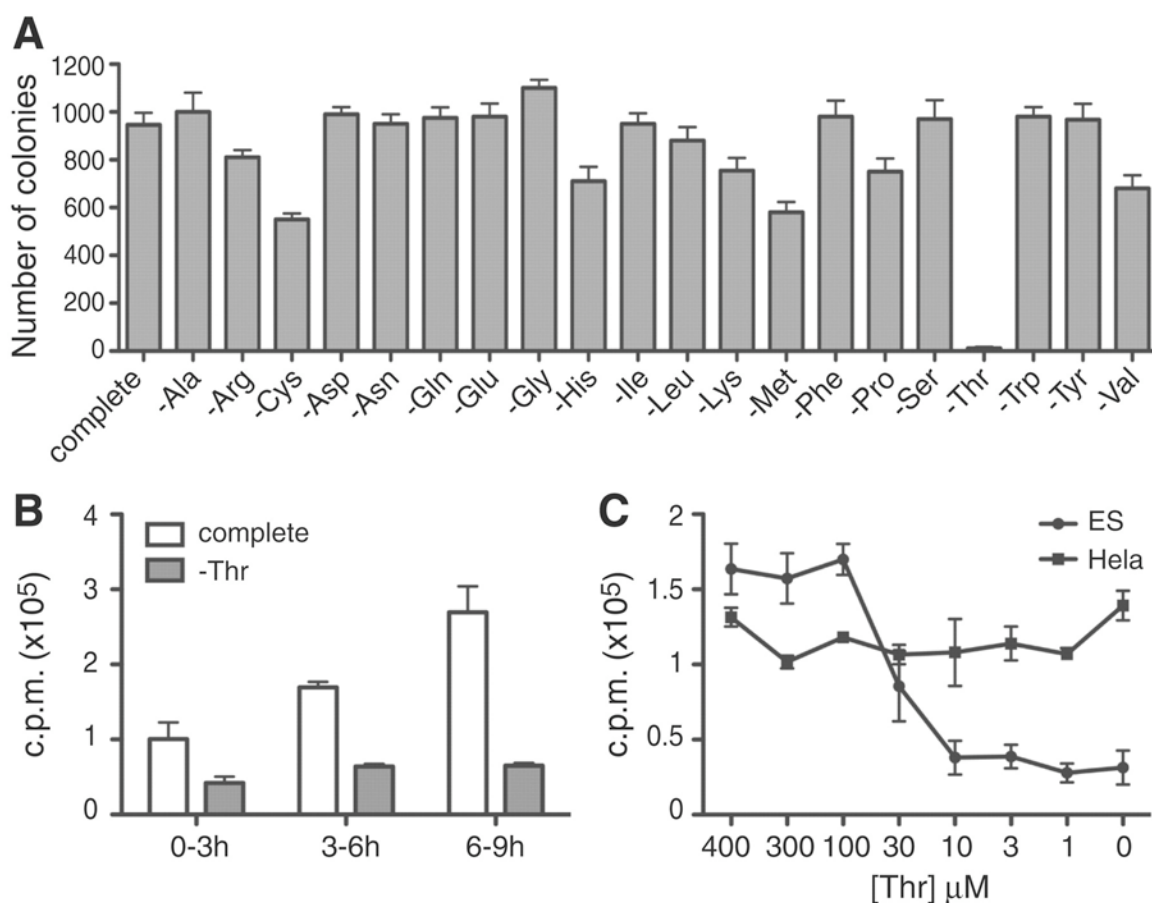 A
Number of colonies
1200
1000
800
600
400
200
0
complete
-Ala
-Arg
-Cys
-Asp
-Asn
-Gln
-Glu
-Gly
-His
-Ile
-Leu
-Lys
-Met
-Phe
-Pro
-Ser
-Thr
-Trp
-Tyr
-Val
B
c.p.m. (x10⁵)
4
3
2
1
0
complete
-Thr
0-3h
3-6h
6-9h
C
c.p.m. (x10⁵)
2
1.5
1
0.5
0
ES
Hela
400
300
100
30
10
3
1
0
[Thr] μM